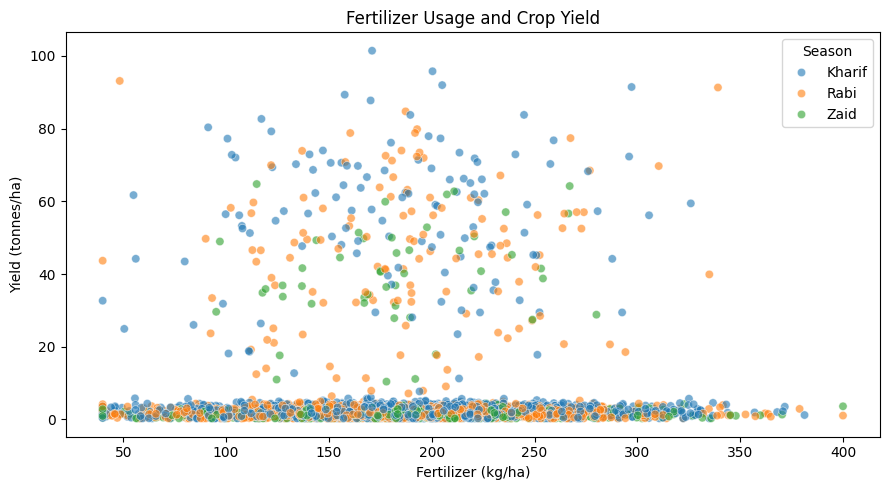 Fertilizer Usage and Crop Yield
Season
Kharif
Rabi
Zaid
Yield (tonnes/ha)
100
80
60
40
20
0
50 100 150 200 250 300 350 400
Fertilizer (kg/ha)